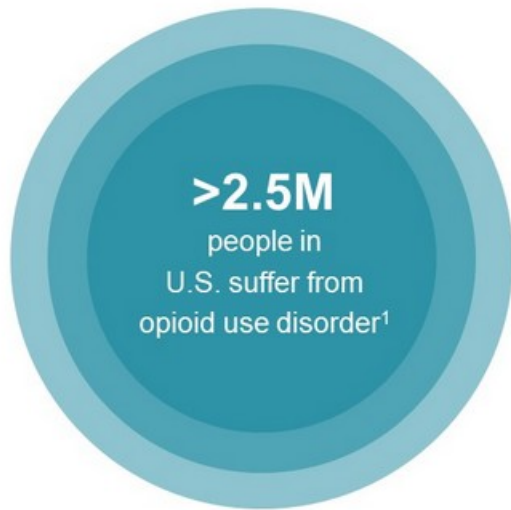 >2.5M
people in
U.S. suffer from
opioid use disorder¹